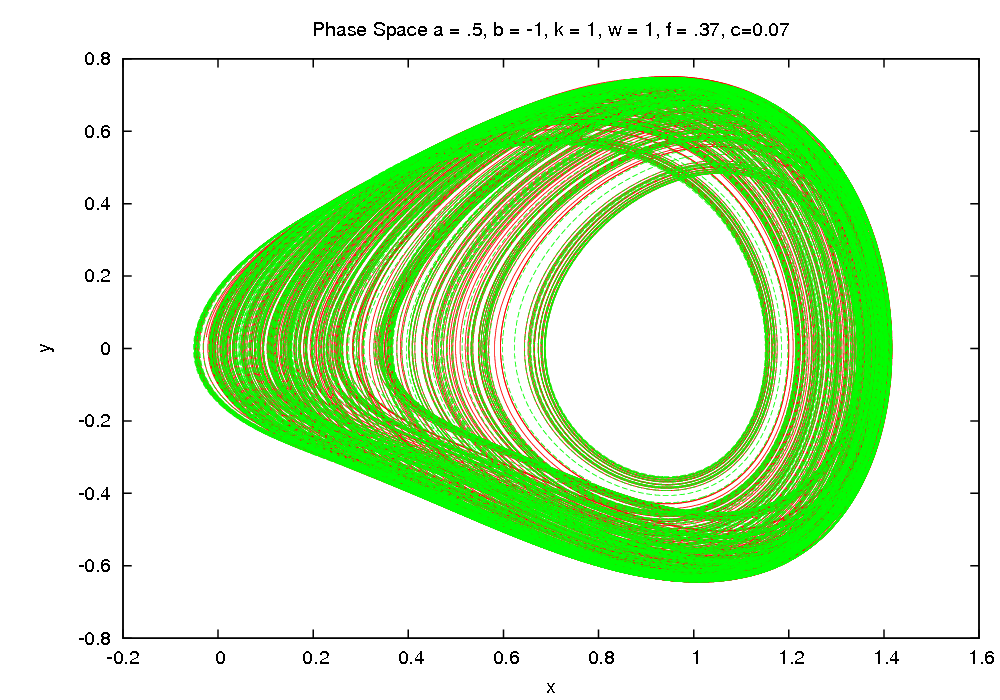 Phase Space a = .5, b = -1, k = 1, w = 1, f = .37, c=0.07
0.8
0.6
0.4
0.2
0
-0.2
-0.4
-0.6
-0.8
y
-0.2 0 0.2 0.4 0.6 0.8 1 1.2 1.4 1.6
x